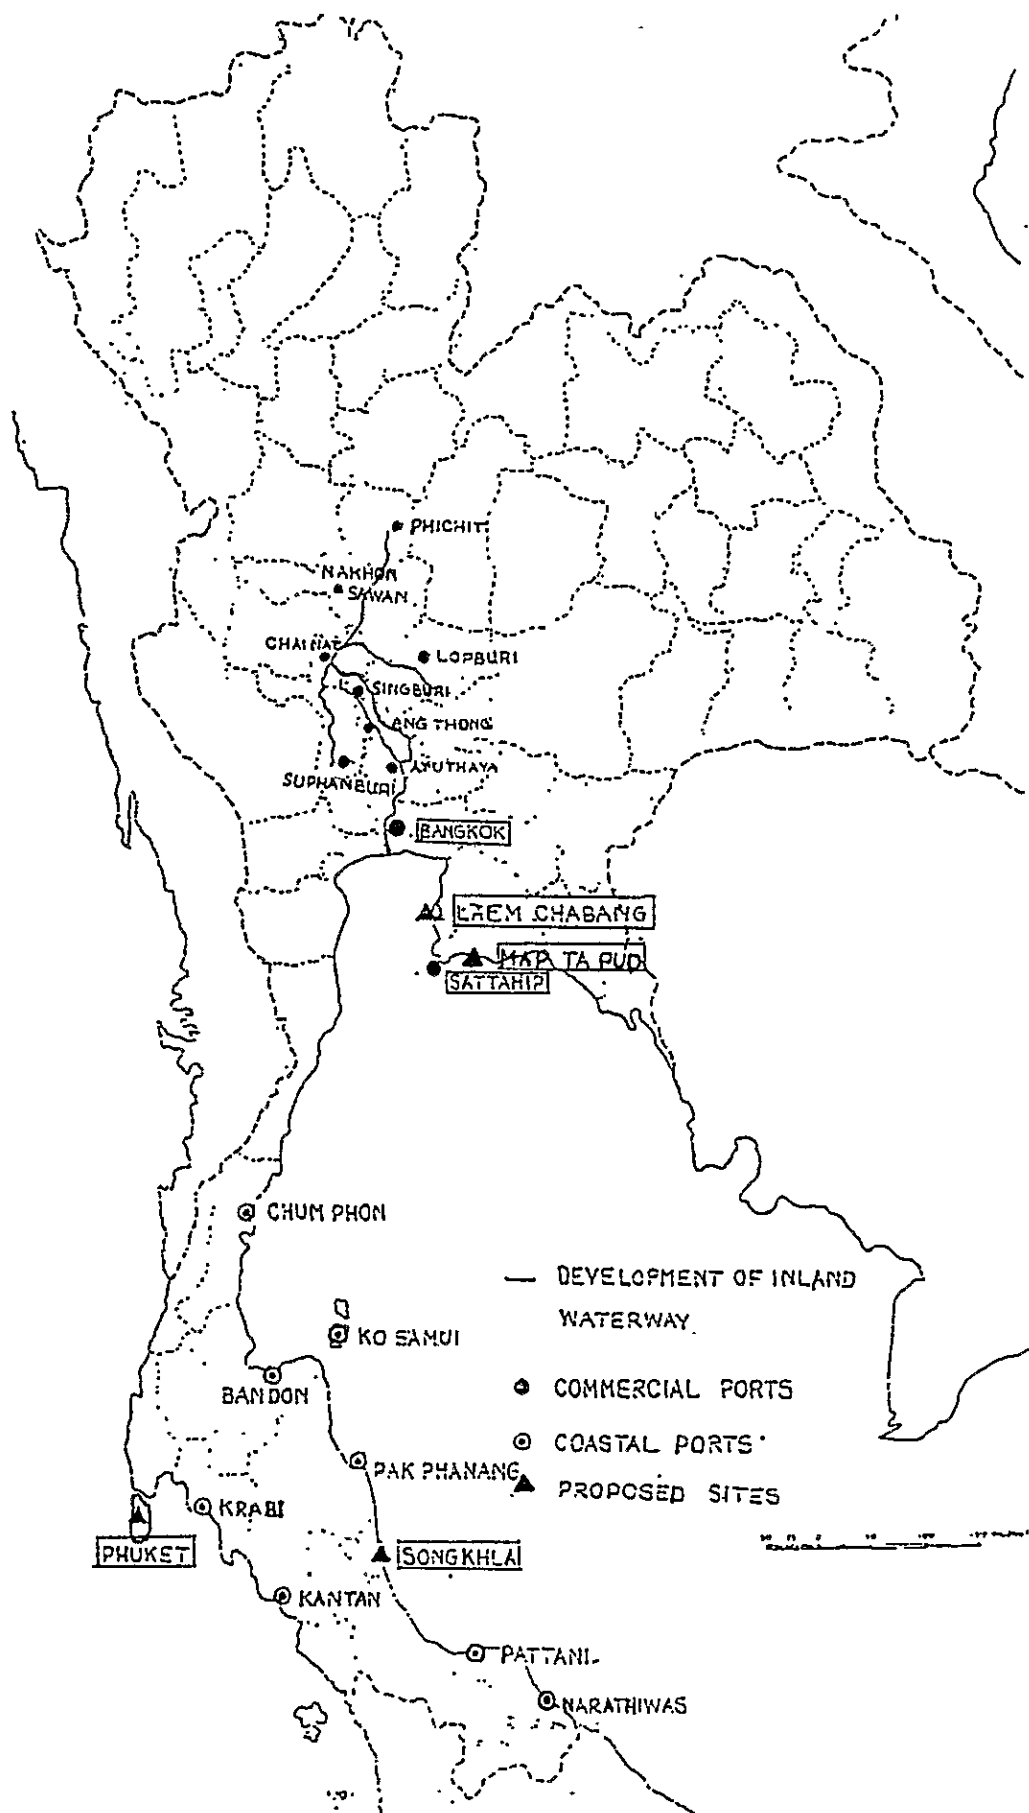 PHICHIT
NAKHON
SAWAN
CHAINAT
LOPBURI
SINGBURI
ANG THONG
AYUTHAYA
SUPHANBURI
BANGKOK
LAEM CHABANG
MAP TA PUD
SATTAHIP
CHUM PHON
DEVELOPMENT OF INLAND
WATERWAY
KO SAMUI
BANDON
COMMERCIAL PORTS
COASTAL PORTS
PAK PHANANG
PROPOSED SITES
KRABI
PHUKET
SONGKHLA
KANTAN
PATTANI
NARATHIWAS